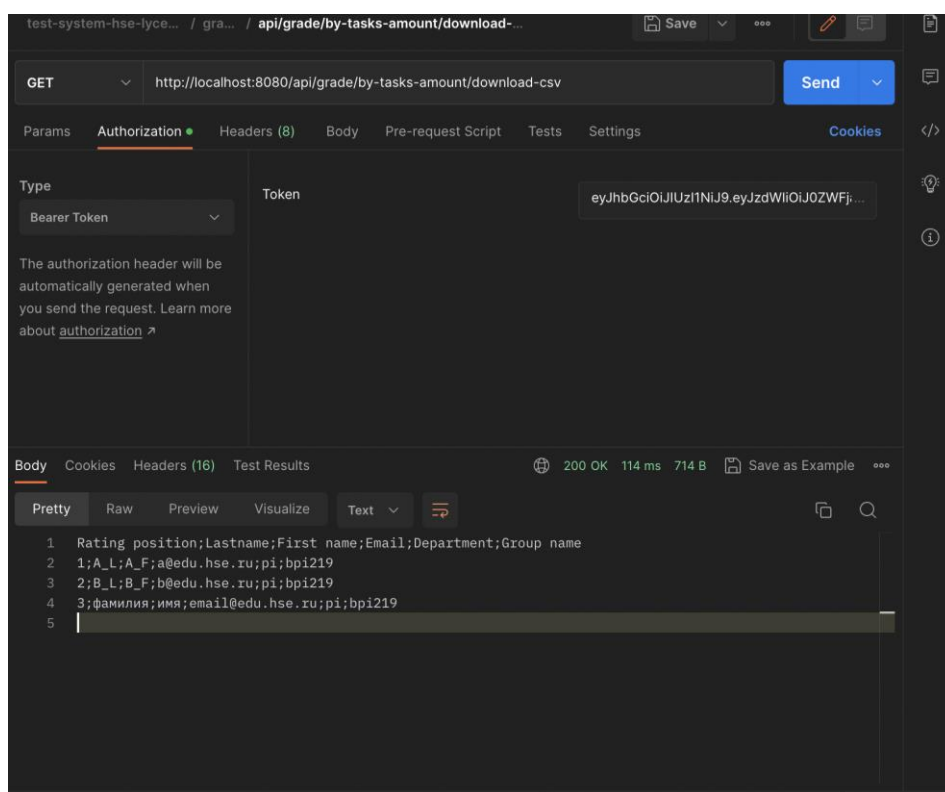 test-system-hse-lyce... / gra... / api/grade/by-tasks-amount/download-... Save
GET http://localhost:8080/api/grade/by-tasks-amount/download-csv Send
Params Authorization Headers (8) Body Pre-request Script Tests Settings Cookies
Type
Token eyJhbGciOiJIUzI1NiJ9.eyJzdWIiOiJ0ZWFj...
Bearer Token
The authorization header will be
automatically generated when
you send the request. Learn more
about authorization ↗
Body Cookies Headers (16) Test Results 200 OK 114 ms 714 B Save as Example
Pretty Raw Preview Visualize Text
1 Rating position;Lastname;First name;Email;Department;Group name
2 1;A_L;A_F;a@edu.hse.ru;pi;bpi219
3 2;B_L;B_F;b@edu.hse.ru;pi;bpi219
4 3;фамилия;имя;email@edu.hse.ru;pi;bpi219
5